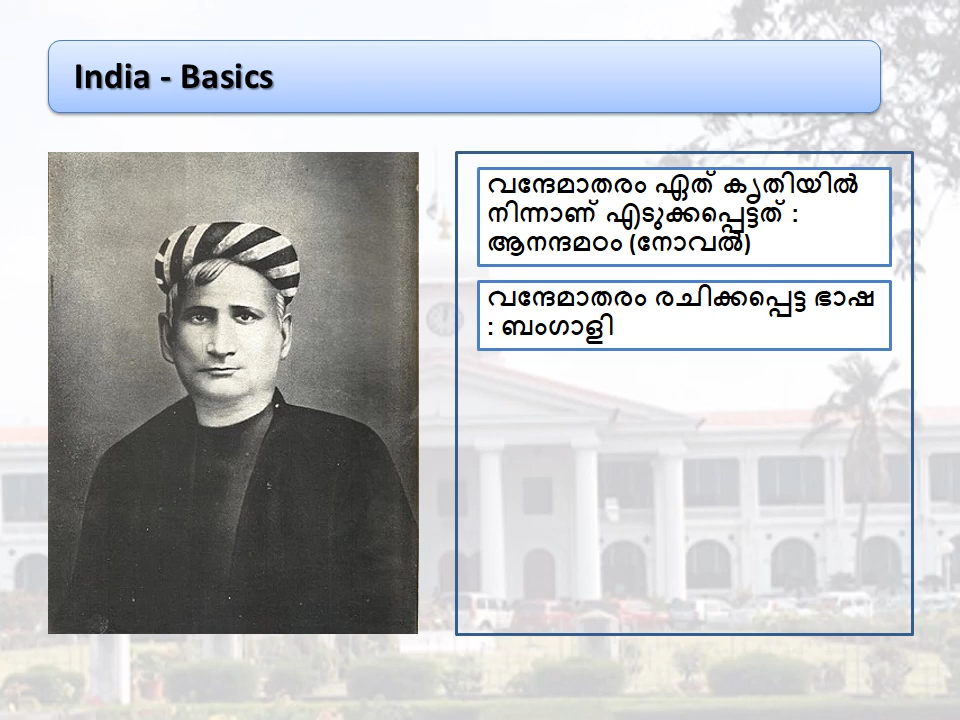 India - Basics
വന്ദേമാതരം ഏത് കൃതിയിൽ
നിന്നാണ് എടുക്കപ്പെട്ടത് :
ആനന്ദമഠം (നോവൽ)
വന്ദേമാതരം രചിക്കപ്പെട്ട ഭാഷ
: ബംഗാളി